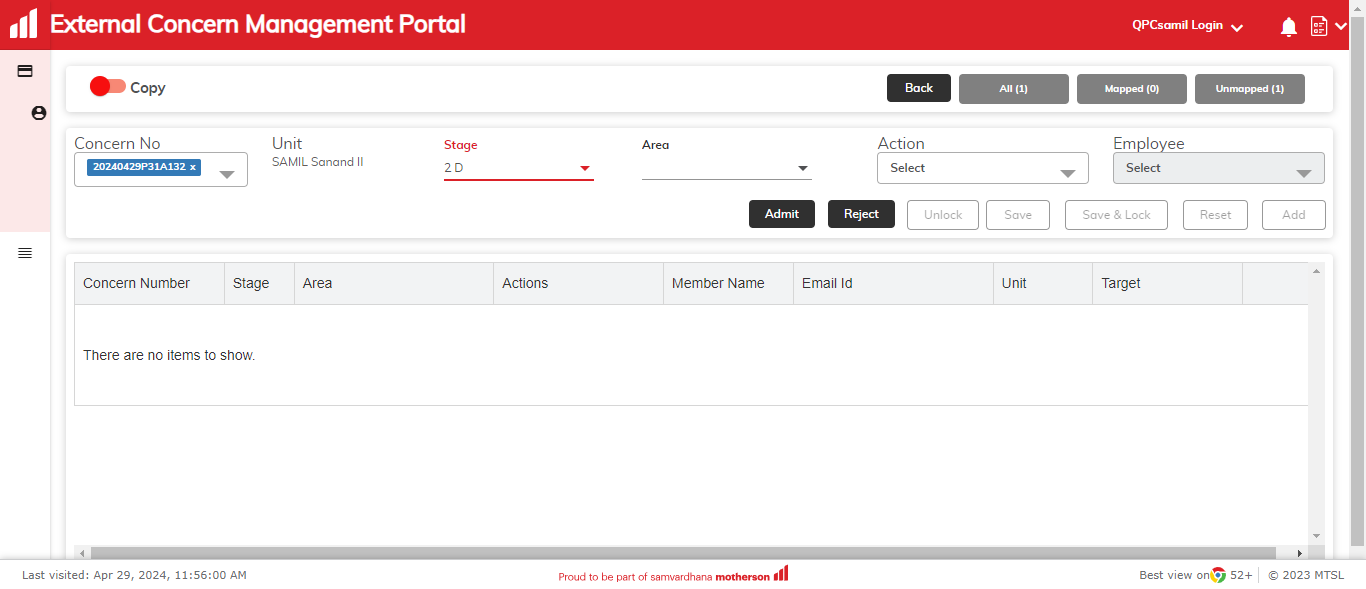 External Concern Management Portal
QPCsamil Login
Copy
Back
All (1)
Mapped (0)
Unmapped (1)
Concern No
Unit
Stage
Area
Action
Employee
20240429P31A132 x
SAMIL Sanand II
2 D
Select
Select
Admit
Reject
Unlock
Save
Save & Lock
Reset
Add
Concern Number
Stage
Area
Actions
Member Name
Email Id
Unit
Target
There are no items to show.
Last visited: Apr 29, 2024, 11:56:00 AM
Proud to be part of samvardhana motherson
Best view on 52+
© 2023 MTSL